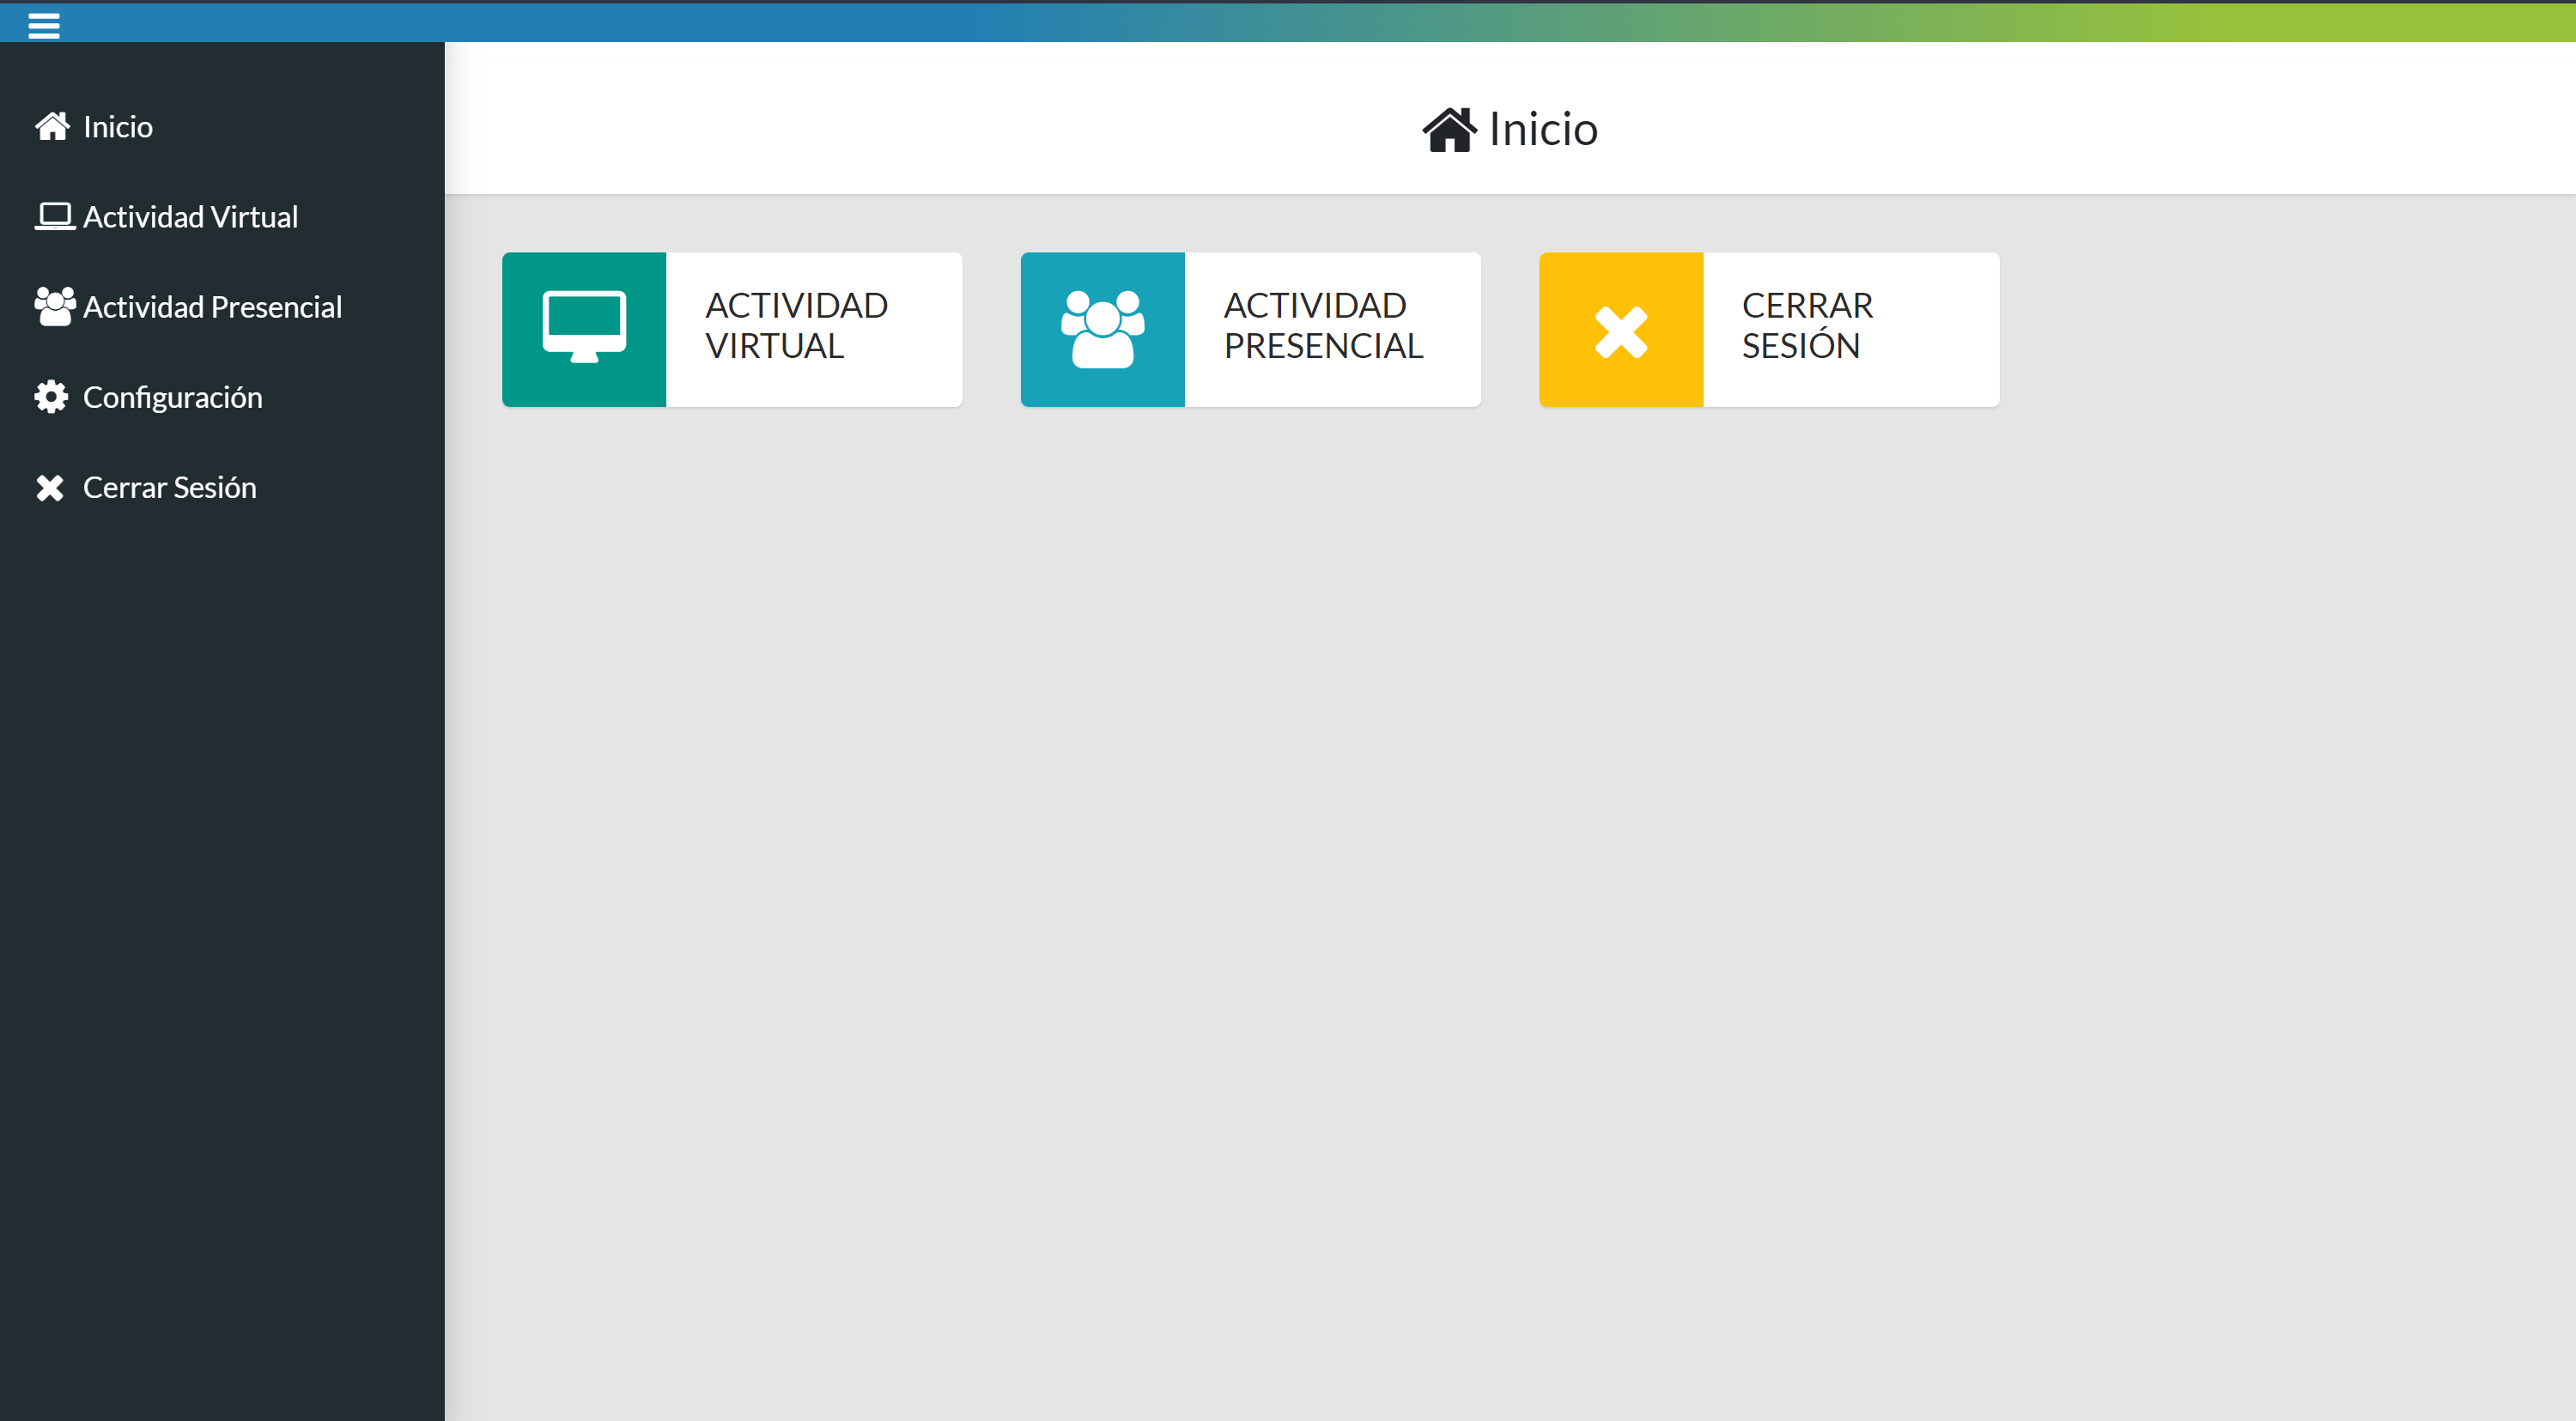 Inicio
Actividad Virtual
Actividad Presencial
Configuración
Cerrar Sesión
Inicio
ACTIVIDAD
VIRTUAL
ACTIVIDAD
PRESENCIAL
CERRAR
SESIÓN